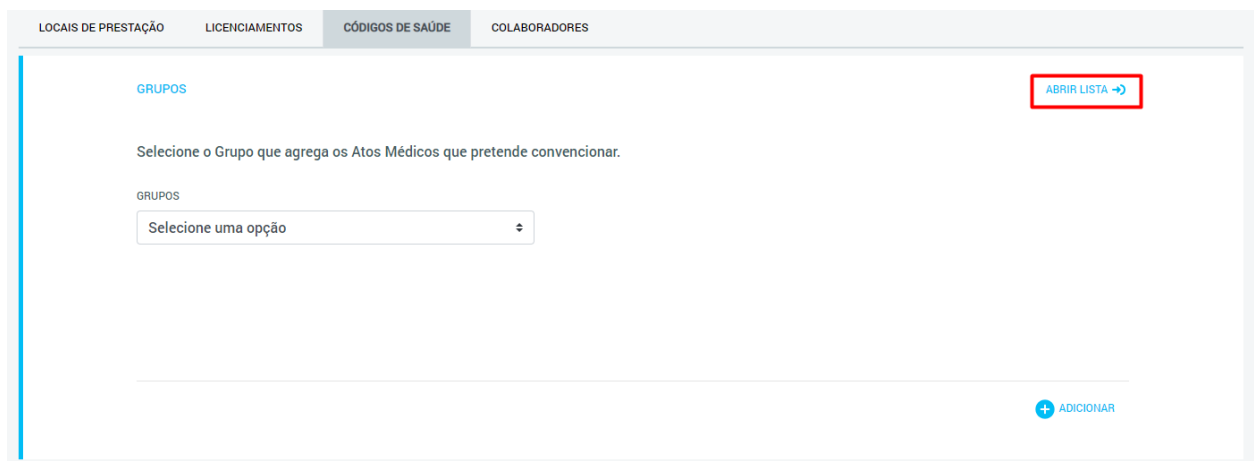 LOCAIS DE PRESTAÇÃO LICENCIAMENTOS CÓDIGOS DE SAÚDE COLABORADORES
GRUPOS ABRIR LISTA
Selecione o Grupo que agrega os Atos Médicos que pretende convencionar.
GRUPOS
Selecione uma opção
ADICIONAR